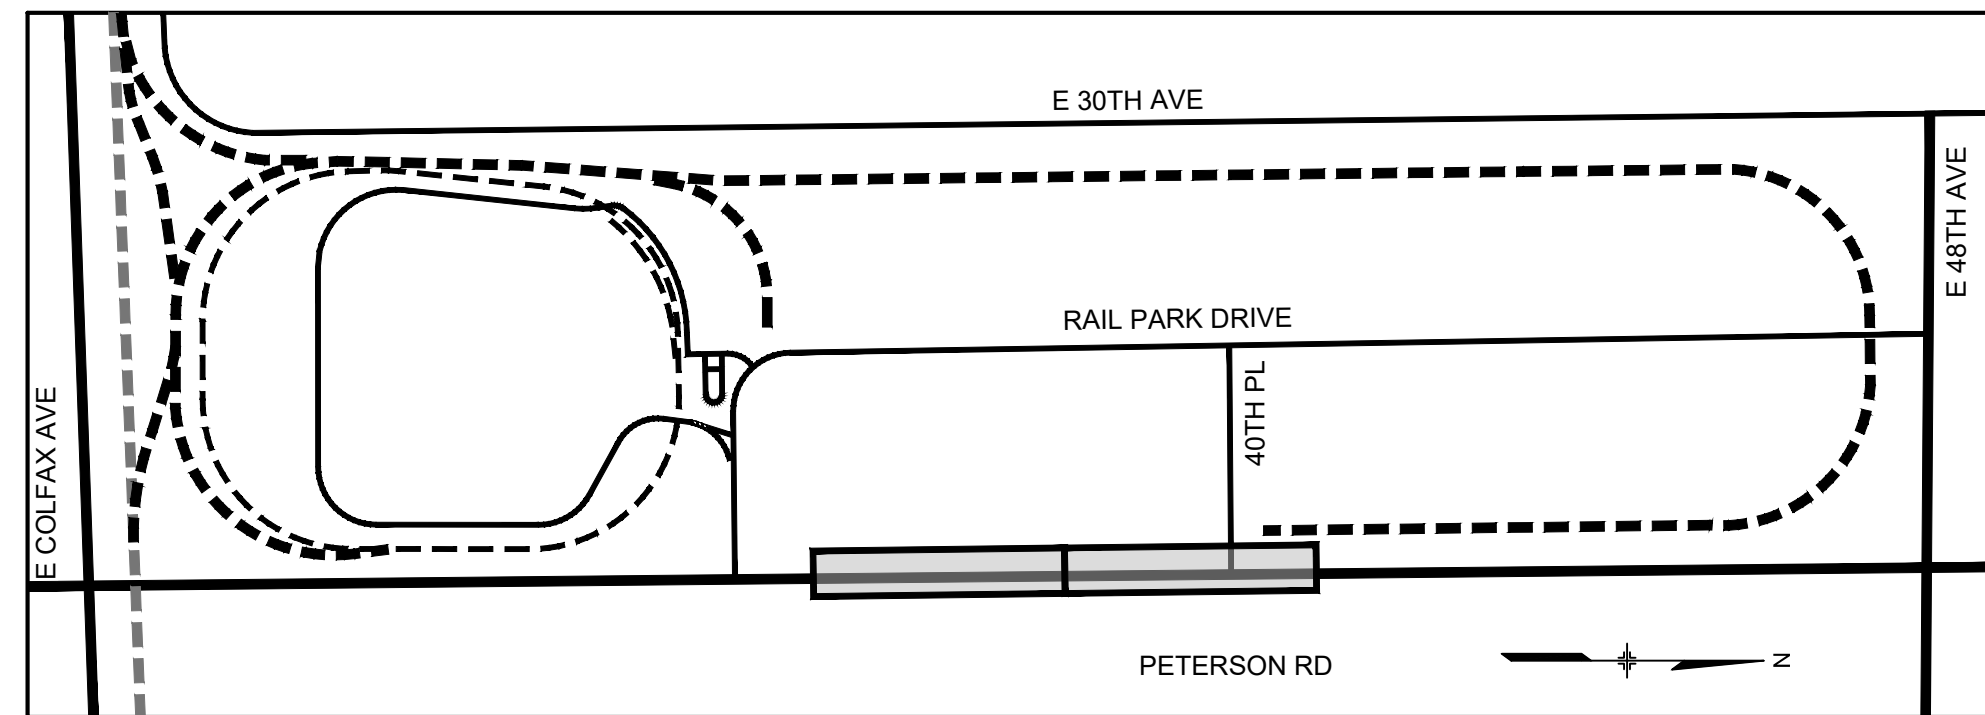 E 30TH AVE
E 48TH AVE
RAIL PARK DRIVE
40TH PL
E COLFAX AVE
PETERSON RD
N